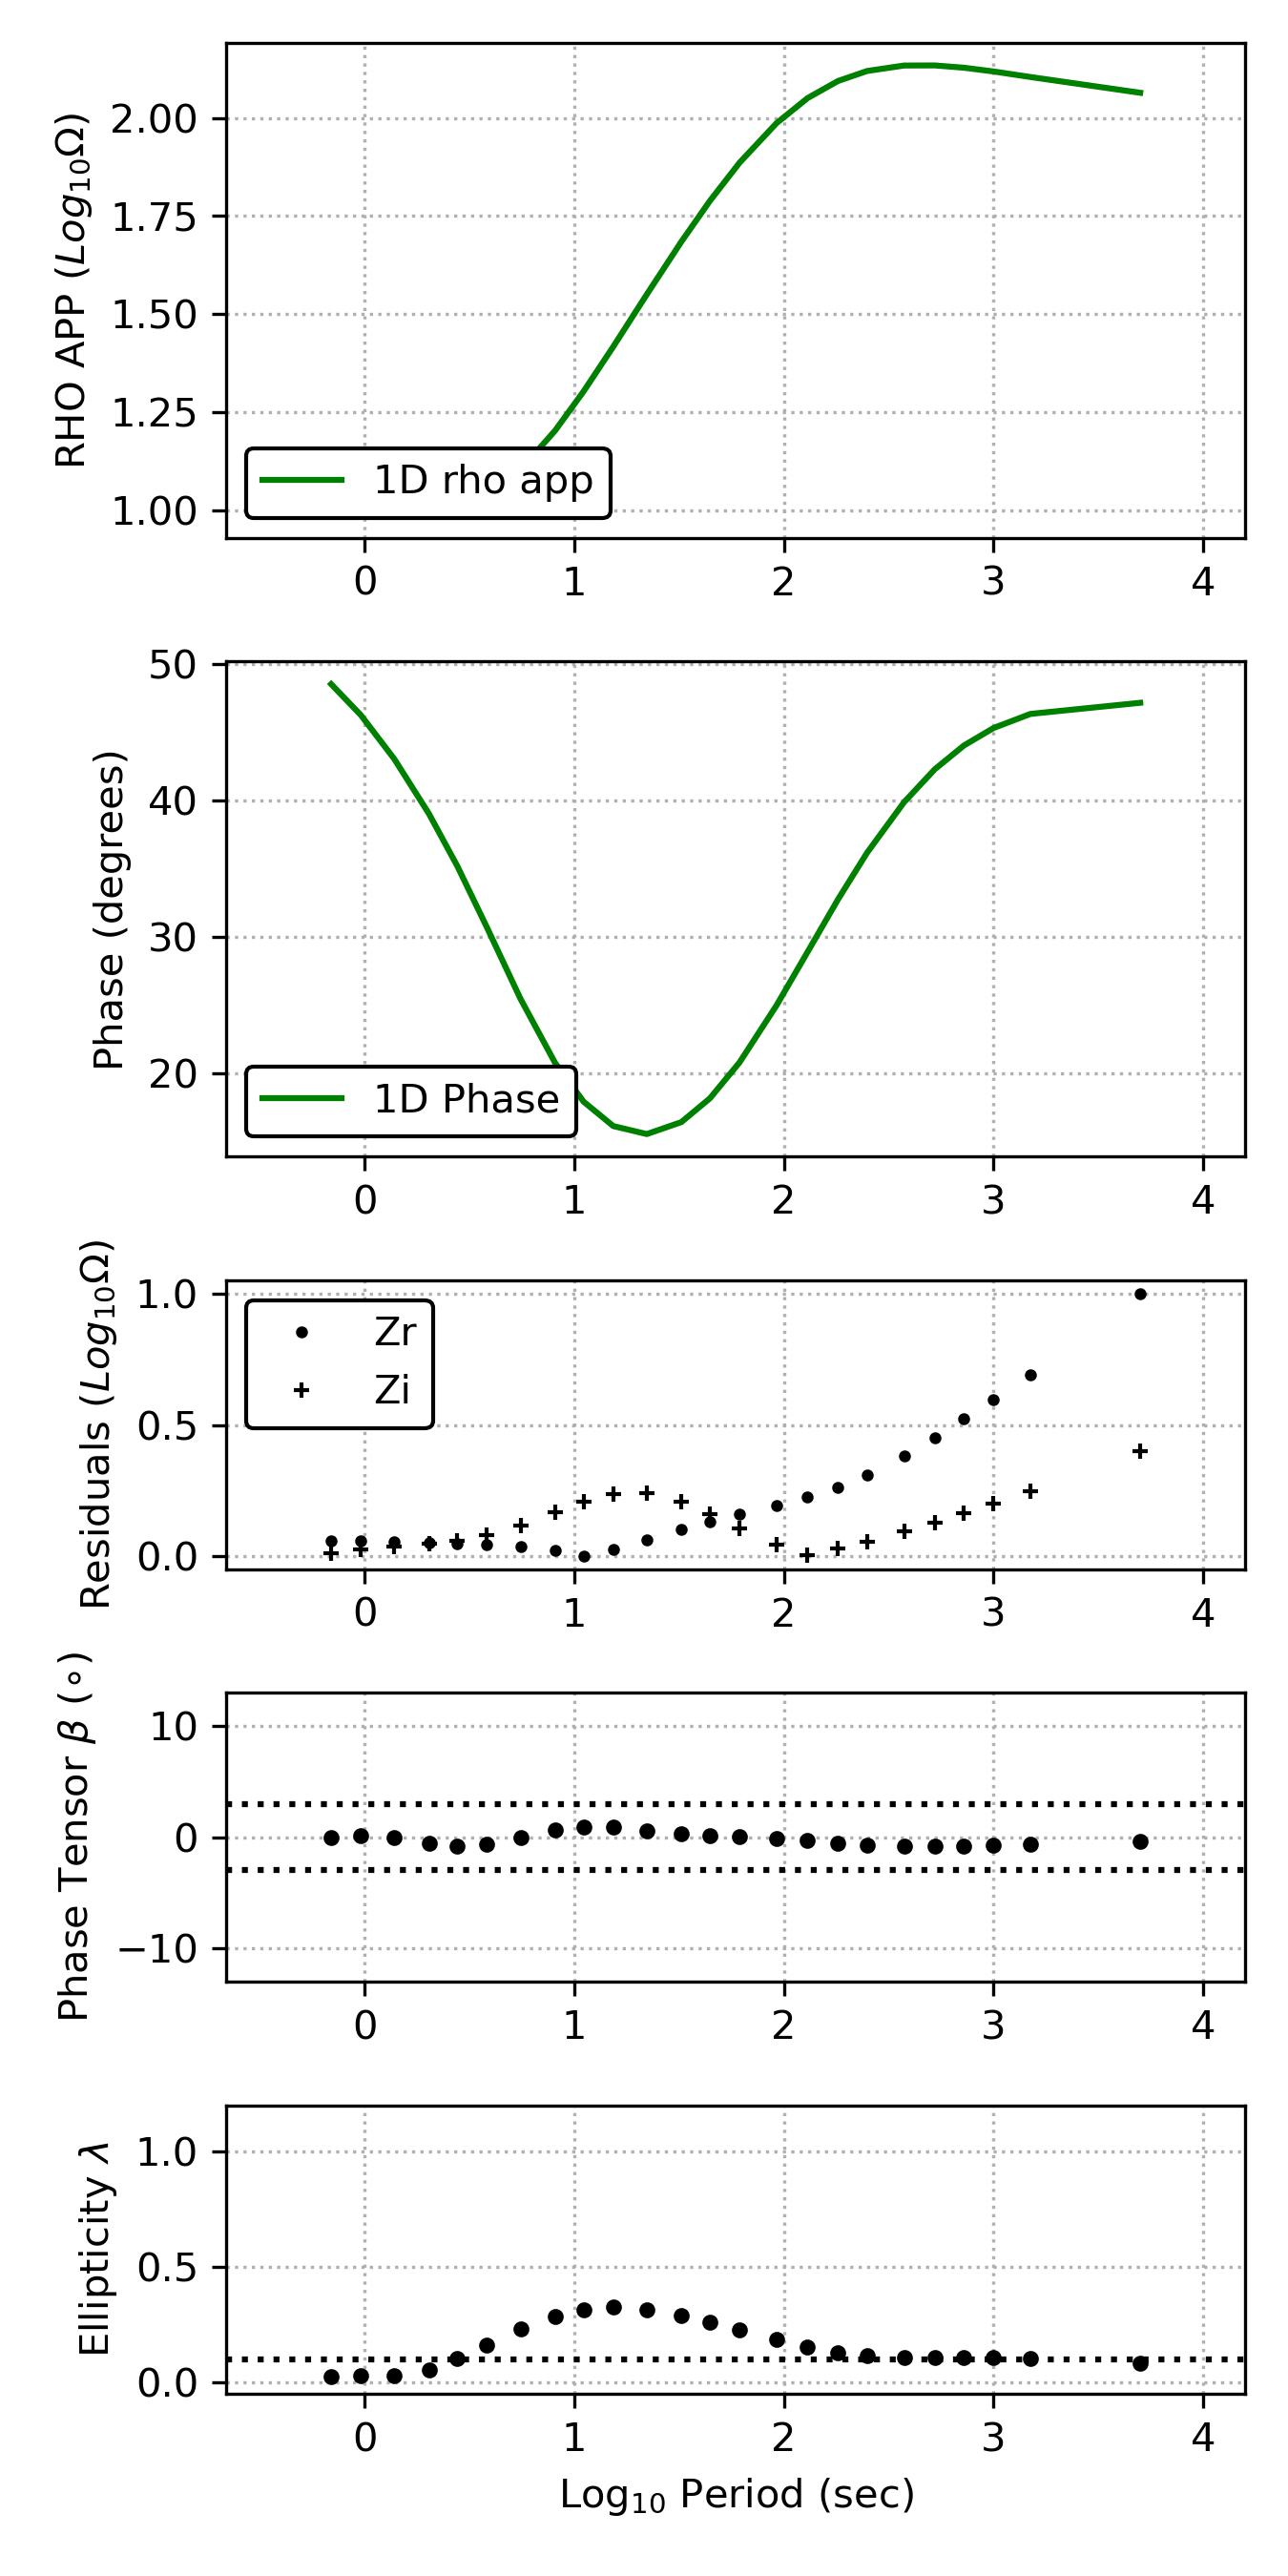 RHO APP (Log₁₀Ω)
2.00
1.75
1.50
1.25
1.00
1D rho app
0 1 2 3 4
Phase (degrees)
50
40
30
20
1D Phase
0 1 2 3 4
Residuals (Log₁₀Ω)
1.0
0.5
0.0
Zr
Zi
0 1 2 3 4
Phase Tensor β (∘)
10
0
−10
0 1 2 3 4
Ellipticity λ
1.0
0.5
0.0
0 1 2 3 4
Log₁₀ Period (sec)